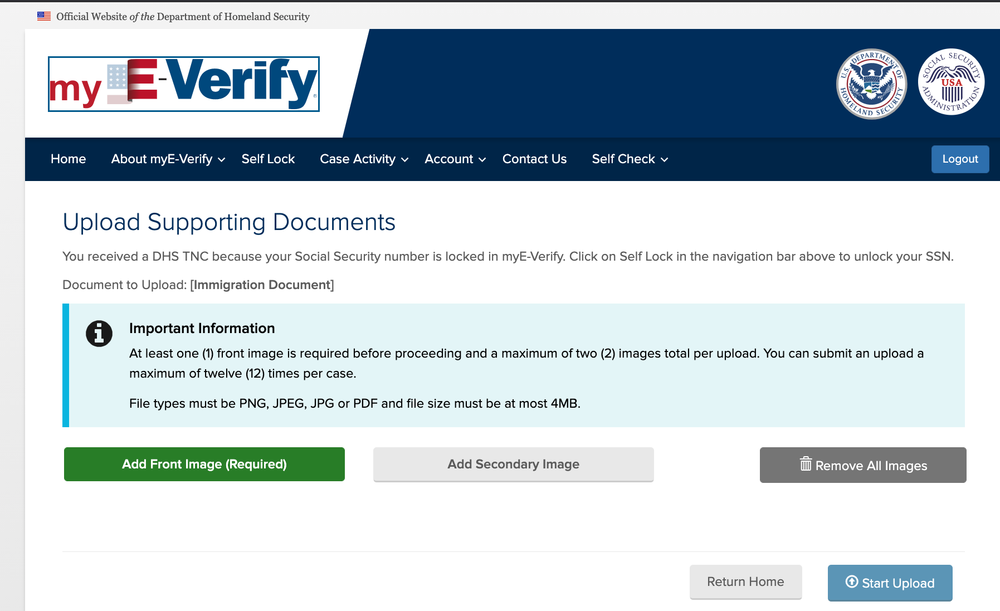 Official Website of the Department of Homeland Security
my E-Verify®
U.S. DEPARTMENT OF HOMELAND SECURITY
SOCIAL SECURITY ADMINISTRATION
USA
Home About myE-Verify Self Lock Case Activity Account Contact Us Self Check Logout
Upload Supporting Documents
You received a DHS TNC because your Social Security number is locked in myE-Verify. Click on Self Lock in the navigation bar above to unlock your SSN.
Document to Upload: [Immigration Document]
Important Information
At least one (1) front image is required before proceeding and a maximum of two (2) images total per upload. You can submit an upload a
maximum of twelve (12) times per case.
File types must be PNG, JPEG, JPG or PDF and file size must be at most 4MB.
Add Front Image (Required) Add Secondary Image Remove All Images
Return Home Start Upload